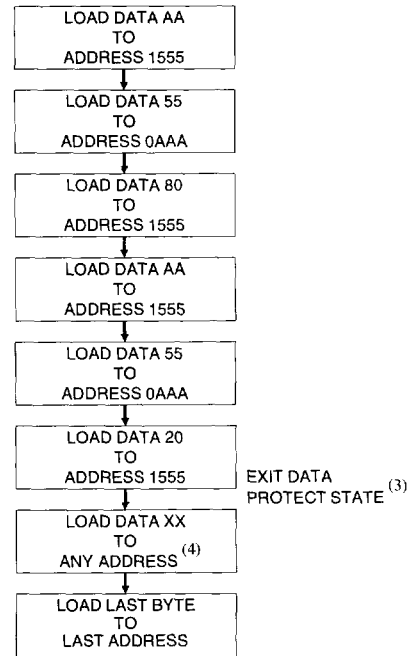 LOAD DATA AA
TO
ADDRESS 1555
LOAD DATA 55
TO
ADDRESS 0AAA
LOAD DATA 80
TO
ADDRESS 1555
LOAD DATA AA
TO
ADDRESS 1555
LOAD DATA 55
TO
ADDRESS 0AAA
LOAD DATA 20
TO
ADDRESS 1555
EXIT DATA
PROTECT STATE (3)
LOAD DATA XX
TO
ANY ADDRESS (4)
LOAD LAST BYTE
TO
LAST ADDRESS